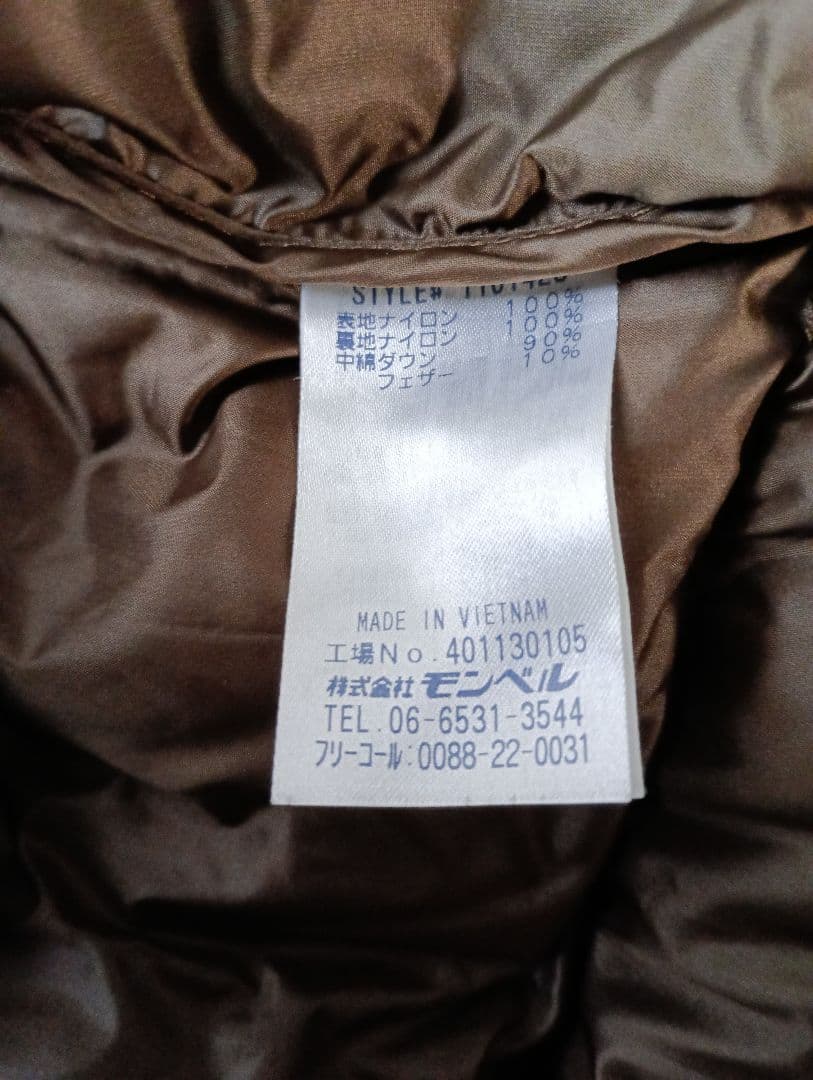 STYLE#
表地ナイロン 100%
裏地ナイロン 100%
中綿ダウン 90%
フェザー 10%
MADE IN VIETNAM
工場No.401130105
株式会社モンベル
TEL.06-6531-3544
フリーコール:0088-22-0031